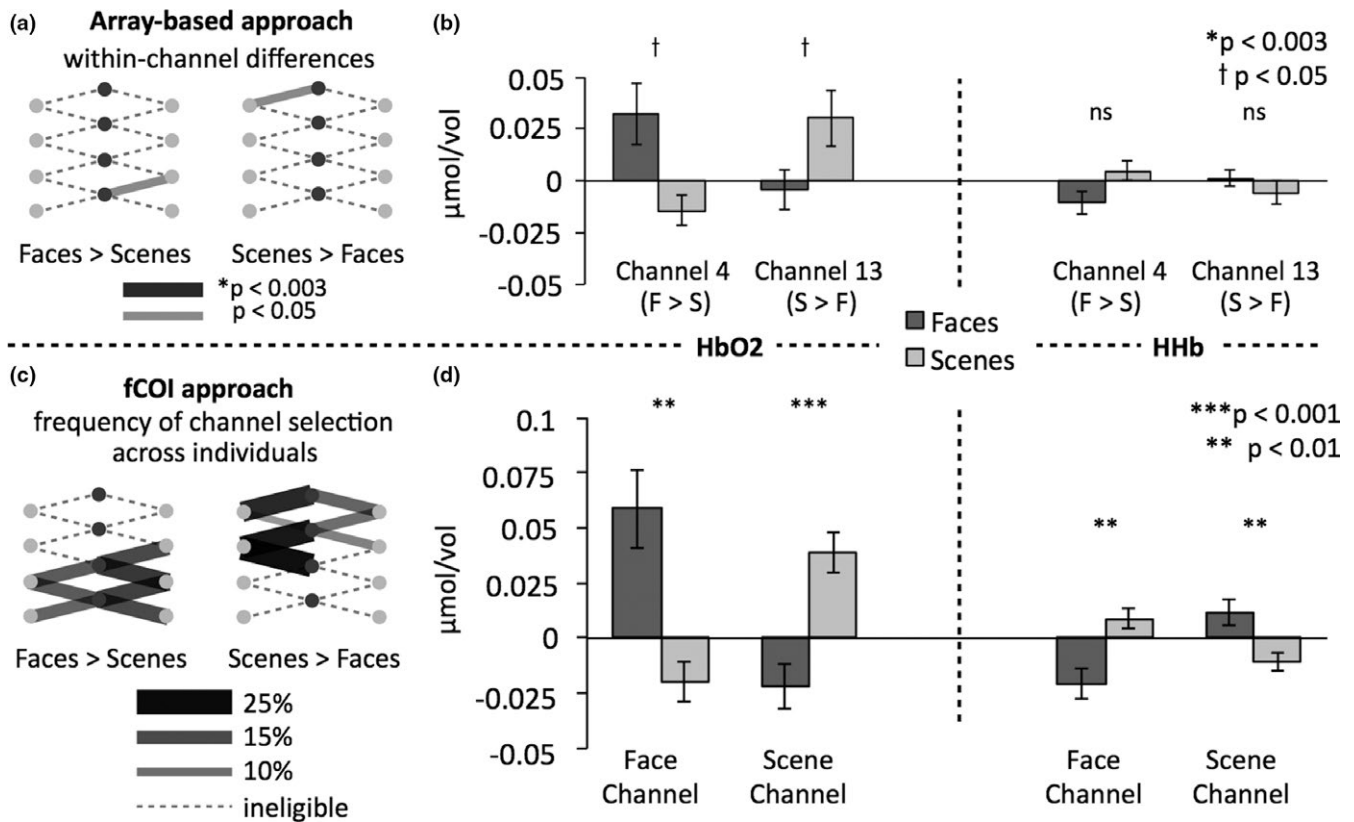 (a)
Array-based approach
within-channel differences
Faces > Scenes
Scenes > Faces
*p < 0.003
p < 0.05
(b)
*p < 0.003
† p < 0.05
† †
ns ns
µmol/vol
0.05
0.025
0
-0.025
-0.05
Channel 4
(F > S)
Channel 13
(S > F)
Channel 4
(F > S)
Channel 13
(S > F)
Faces
Scenes
HbO2
HHb
(c)
fCOI approach
frequency of channel selection
across individuals
Faces > Scenes
Scenes > Faces
25%
15%
10%
ineligible
(d)
** ***
***p < 0.001
** p < 0.01
** **
µmol/vol
0.1
0.075
0.05
0.025
0
-0.025
-0.05
Face
Channel
Scene
Channel
Face
Channel
Scene
Channel